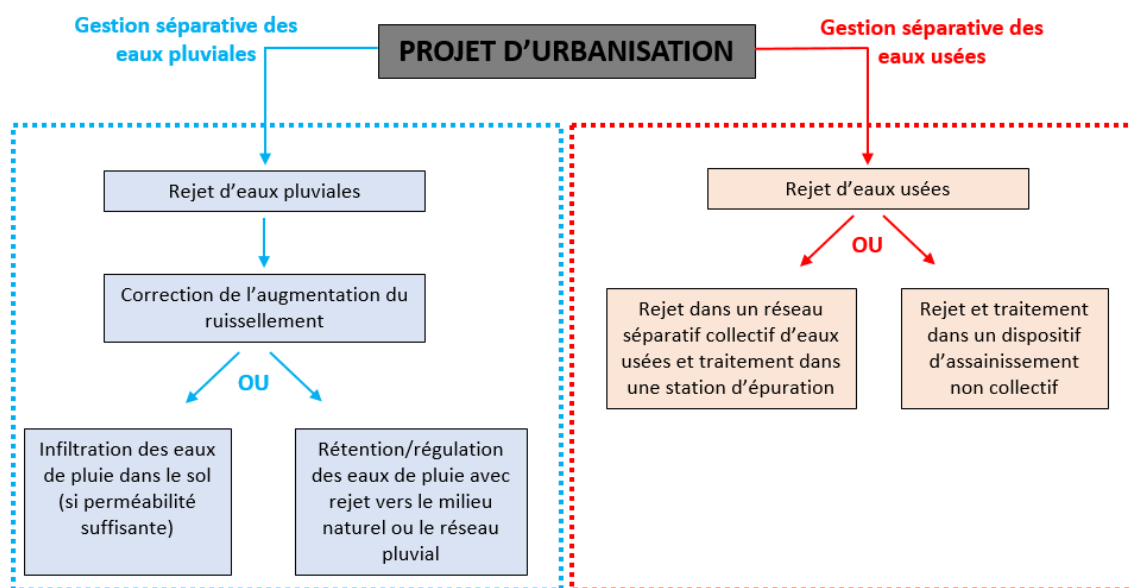 Gestion séparative des
eaux pluviales
PROJET D’URBANISATION
Gestion séparative des
eaux usées
Rejet d’eaux pluviales
Correction de l’augmentation du
ruissellement
OU
Infiltration des eaux
de pluie dans le sol
(si perméabilité
suffisante)
Rétention/régulation
des eaux de pluie avec
rejet vers le milieu
naturel ou le réseau
pluvial
Rejet d’eaux usées
OU
Rejet dans un réseau
séparatif collectif d’eaux
usées et traitement dans
une station d’épuration
Rejet et traitement
dans un dispositif
d’assainissement
non collectif